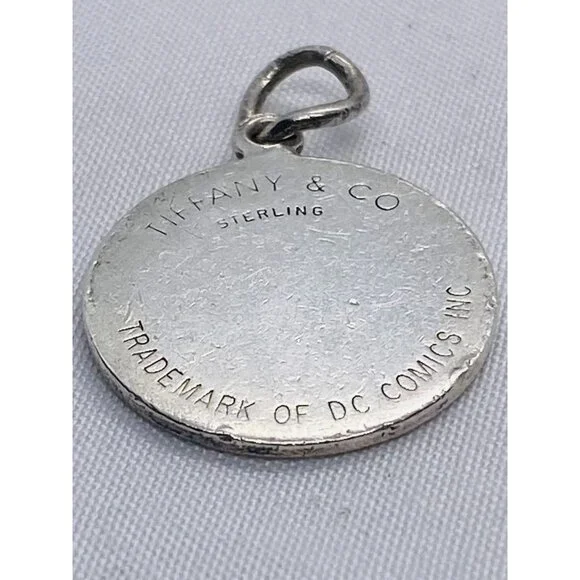 TIFFANY & CO
STERLING
TRADEMARK OF DC COMICS INC